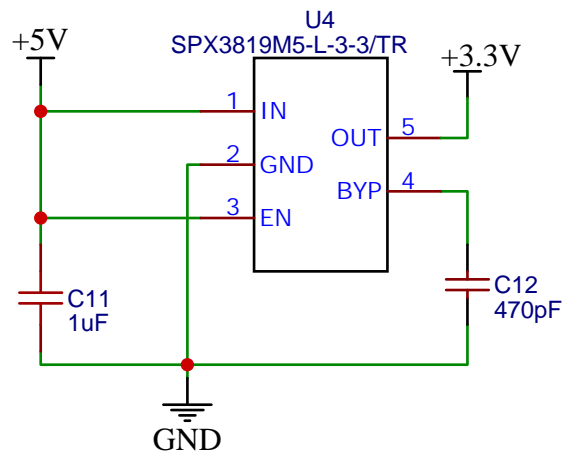 U4
SPX3819M5-L-3-3/TR
+5V
+3.3V
1 IN
OUT 5
2 GND
BYP 4
3 EN
C11
1uF
C12
470pF
GND